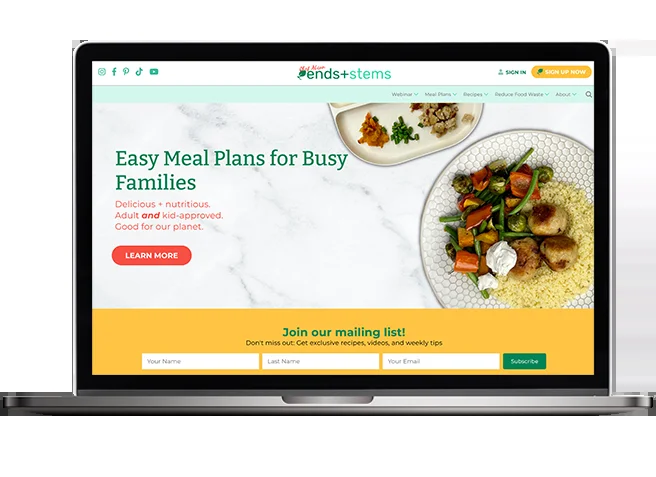 Chef Alison
ends+stems
SIGN IN
SIGN UP NOW
Webinar
Meal Plans
Recipes
Reduce Food Waste
About
Easy Meal Plans for Busy
Families
Delicious + nutritious.
Adult and kid-approved.
Good for our planet.
LEARN MORE
Join our mailing list!
Don't miss out: Get exclusive recipes, videos, and weekly tips
Your Name
Last Name
Your Email
Subscribe